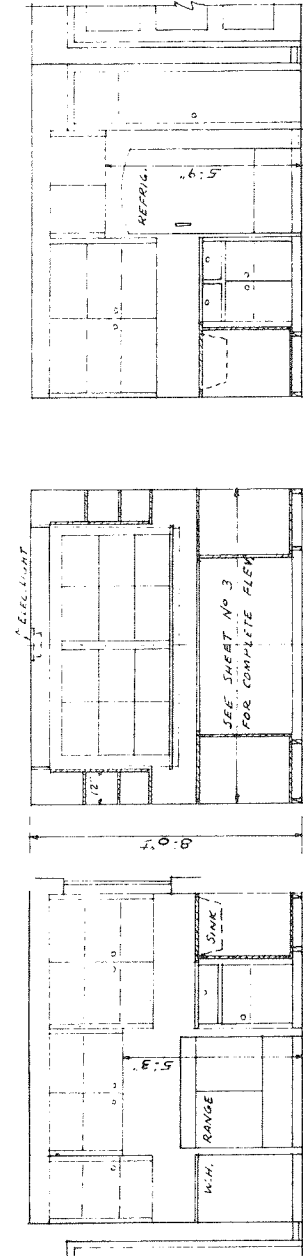 REFRIG.
5'-9"
ELEC. LIGHT
12"
SEE SHEET Nº 3
FOR COMPLETE ELEV.
8'-0"±
SINK
5'-3"
RANGE
W.H.